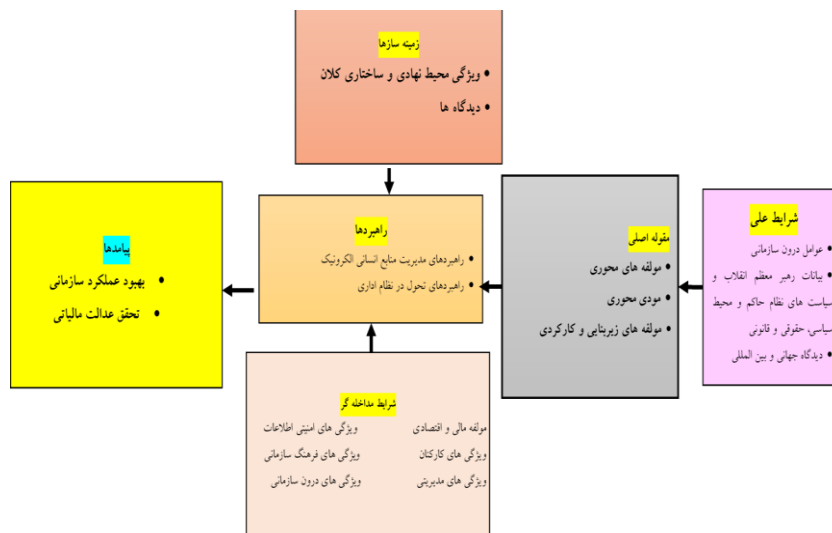 زمینه سازها
• ویژگی محیط نهادی و ساختاری کلان
• دیدگاه ها
شرایط علی
• عوامل درون سازمانی
• بیانات رهبر معظم انقلاب و
سیاست های نظام حاکم و محیط
سیاسی، حقوقی و قانونی
• دیدگاه جهانی و بین المللی
مقوله اصلی
• مولفه های محوری
• مودی محوری
• مولفه های زیربنایی و کارکردی
راهبردها
• راهبردهای مدیریت منابع انسانی الکترونیک
• راهبردهای تحول در نظام اداری
پیامدها
• بهبود عملکرد سازمانی
• تحقق عدالت مالیاتی
شرایط مداخله گر
مولفه مالی و اقتصادی ویژگی های امنیتی اطلاعات
ویژگی های کارکنان ویژگی های فرهنگ سازمانی
ویژگی های مدیریتی ویژگی های درون سازمانی